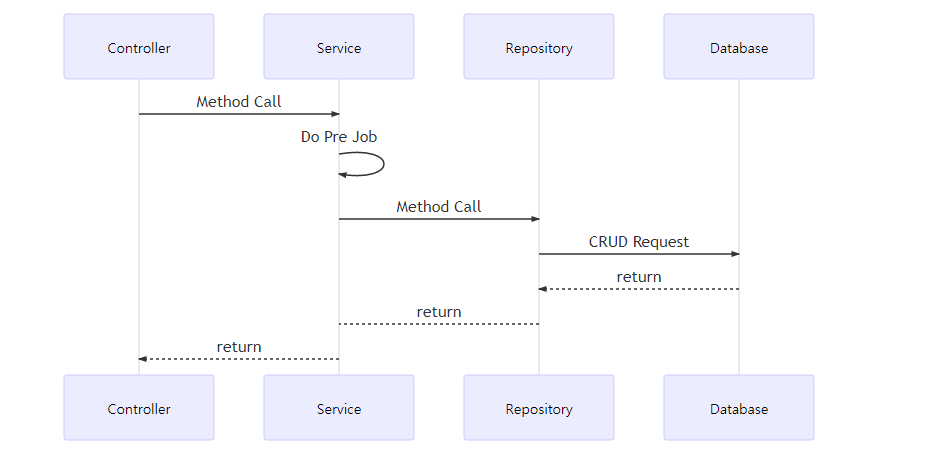 Controller
Service
Repository
Database
Method Call
Do Pre Job
Method Call
CRUD Request
return
return
return
Controller
Service
Repository
Database